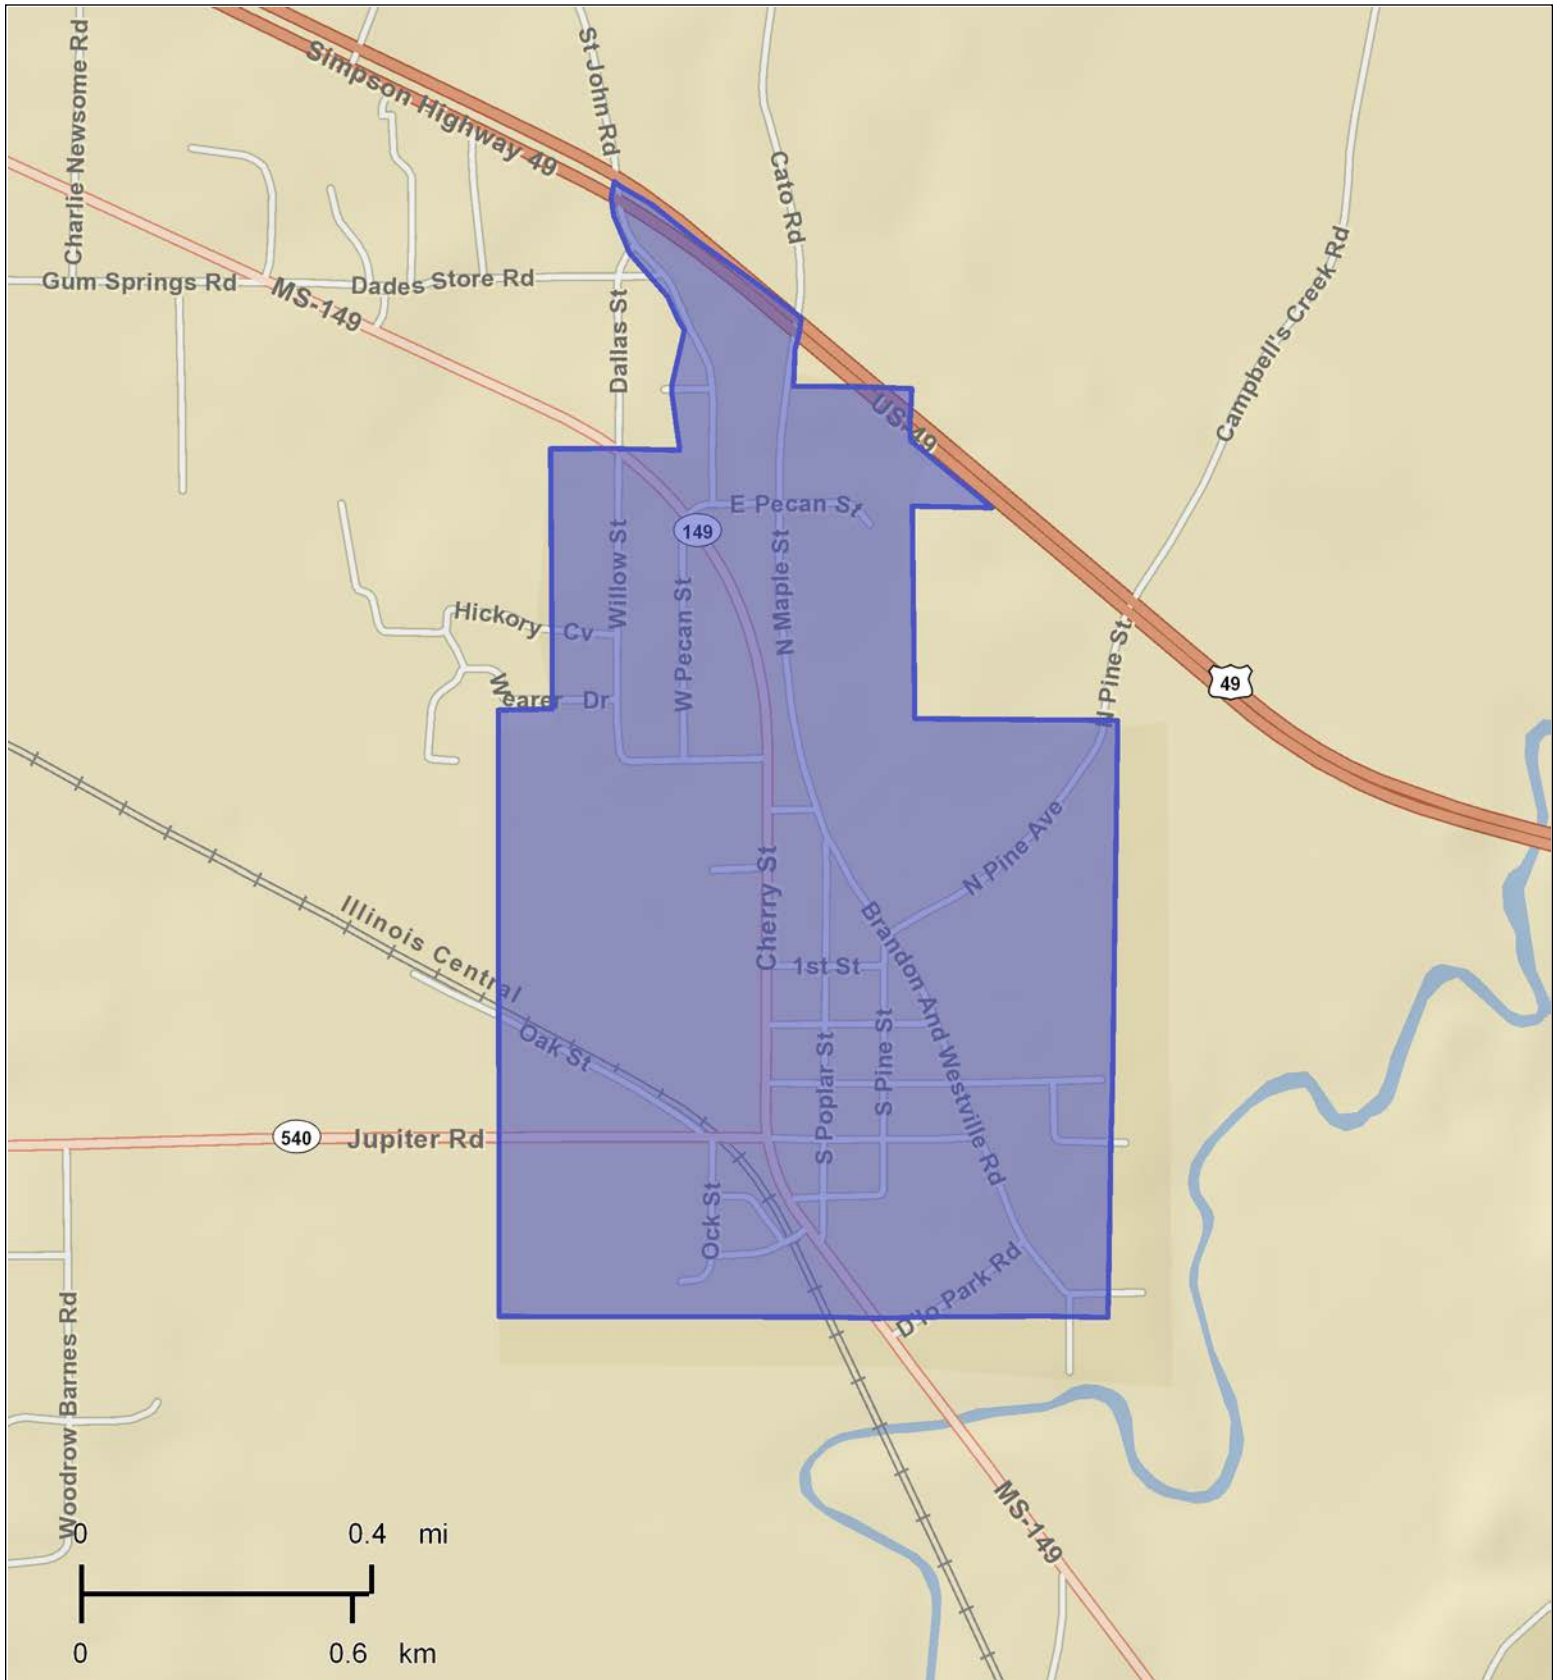 Charlie Newsome Rd
Simpson Highway 49
St John Rd
Cato Rd
Gum Springs Rd
Dades Store Rd
MS-149
Dallas St
Campbell's Creek Rd
US-49
E Pecan St
149
Willow St
W Pecan St
N Maple St
Hickory Cv
Wearer Dr
N Pine St
49
N Pine Ave
Cherry St
Illinois Central
1st St
Brandon And Westville Rd
Oak St
S Poplar St
S Pine St
540
Jupiter Rd
Ock St
D'lo Park Rd
Woodrow Barnes Rd
MS-149
0 0.4 mi
0 0.6 km